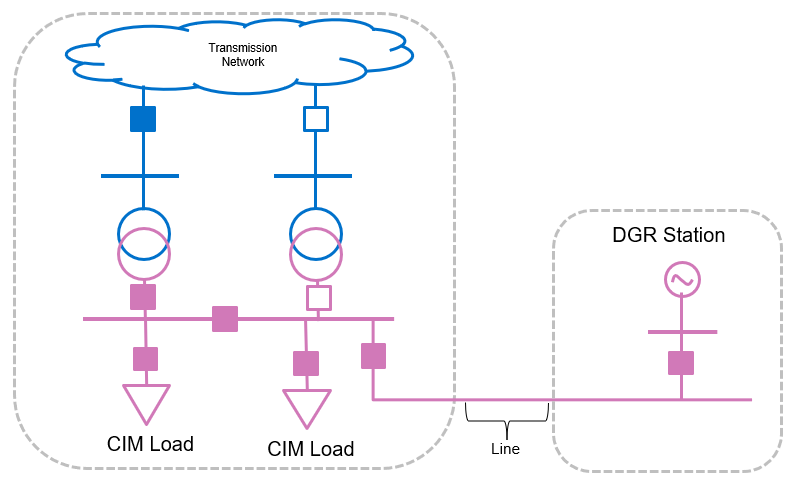 Transmission
Network
DGR Station
CIM Load
CIM Load
Line